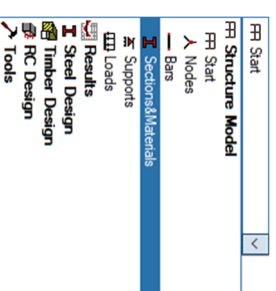 Start
Structure Model
Start
Nodes
Bars
Sections&Materials
Supports
Loads
Results
Steel Design
Timber Design
RC Design
Tools